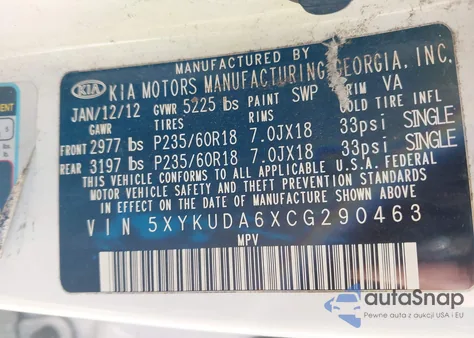 MANUFACTURED BY
KIA KIA MOTORS MANUFACTURING GEORGIA, INC.
JAN/12/12 GVWR 5225 lbs PAINT SWP TRIM VA
GAWR TIRES RIMS COLD TIRE INFL
FRONT 2977 lbs P235/60R18 7.0JX18 33psi SINGLE
REAR 3197 lbs P235/60R18 7.0JX18 33psi SINGLE
THIS VEHICLE CONFORMS TO ALL APPLICABLE U.S.A. FEDERAL
MOTOR VEHICLE SAFETY AND THEFT PREVENTION STANDARDS
IN EFFECT ON THE DATE OF MANUFACTURE SHOWN ABOVE
VIN 5XYKUDA6XCG290463
MPV
autoSnap
Pewne auta z aukcji USA i EU